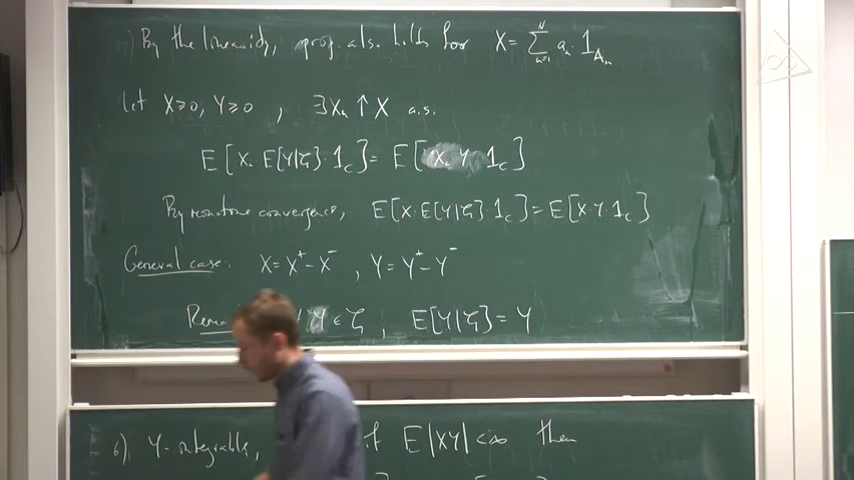 ) By the linearity, prop. also holds for X = Σ_{n=1}^{N} a_n · 1_{A_n}
let X≥0, Y≥0 , ∃X_n ↑ X a.s.
E[X_n E[Y|ζ] · 1_C] = E[X_n Y 1_C]
By monotone convergence, E[X·E[Y|ζ]·1_C] = E[X·Y·1_C]
General case: X = X⁺ - X⁻ , Y = Y⁺ - Y⁻
Y ∈ ζ , E[Y|ζ] = Y
6) Y-integrable, if E|XY|<∞ then